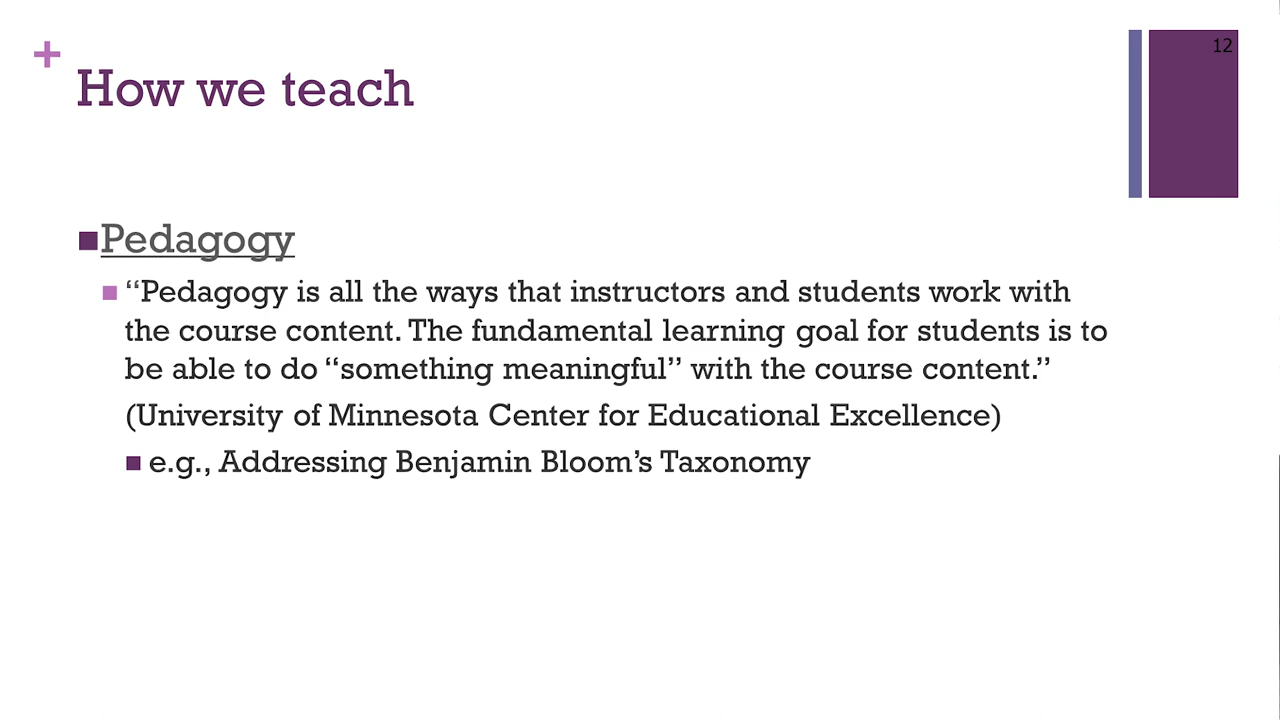 +
12
How we teach
Pedagogy
“Pedagogy is all the ways that instructors and students work with
the course content. The fundamental learning goal for students is to
be able to do “something meaningful” with the course content.”
(University of Minnesota Center for Educational Excellence)
e.g., Addressing Benjamin Bloom’s Taxonomy